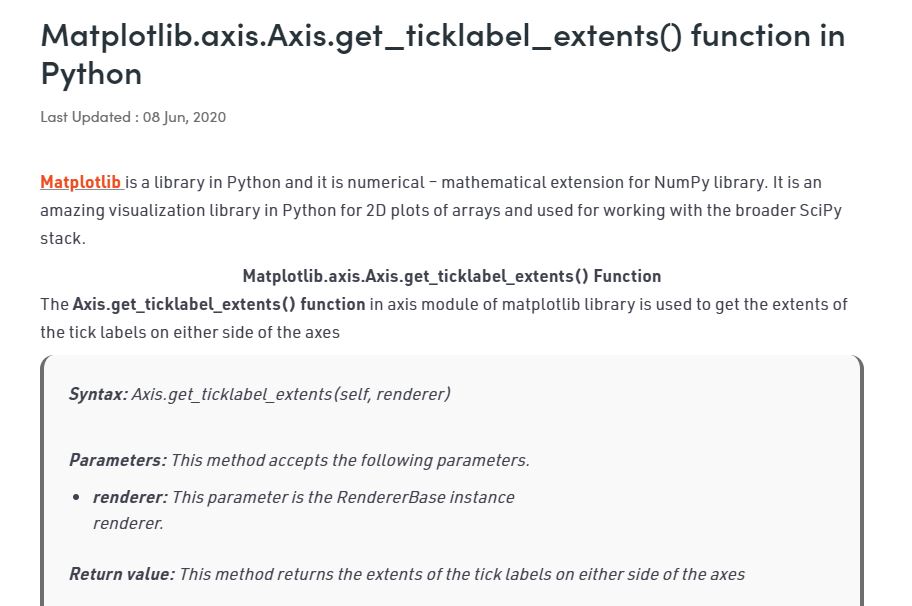 Matplotlib.axis.Axis.get_ticklabel_extents() function in
Python
Last Updated : 08 Jun, 2020
Matplotlib is a library in Python and it is numerical – mathematical extension for NumPy library. It is an
amazing visualization library in Python for 2D plots of arrays and used for working with the broader SciPy
stack.
Matplotlib.axis.Axis.get_ticklabel_extents() Function
The Axis.get_ticklabel_extents() function in axis module of matplotlib library is used to get the extents of
the tick labels on either side of the axes
Syntax: Axis.get_ticklabel_extents(self, renderer)
Parameters: This method accepts the following parameters.
• renderer: This parameter is the RendererBase instance
renderer.
Return value: This method returns the extents of the tick labels on either side of the axes